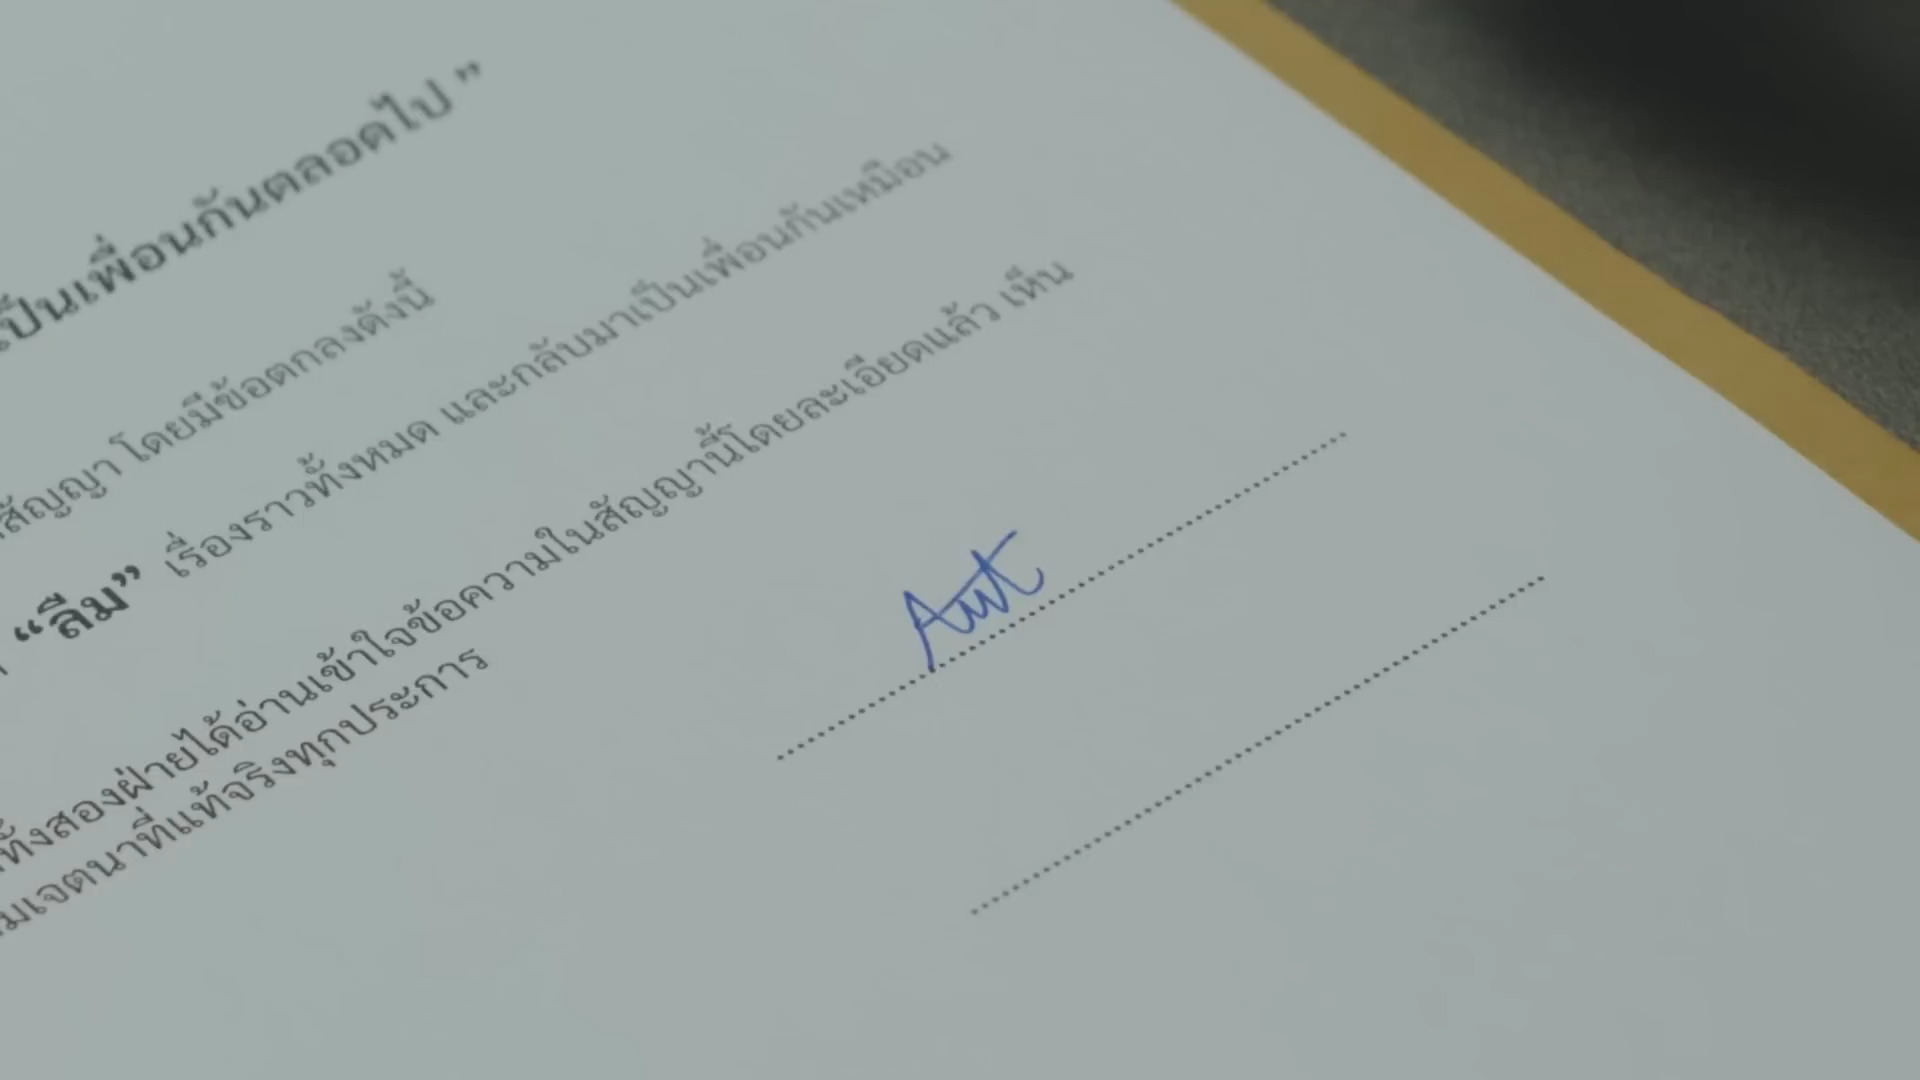 เป็นเพื่อนกันตลอดไป ”
สัญญา โดยมีข้อตกลงดังนี้
“ลืม” เรื่องราวทั้งหมด และกลับมาเป็นเพื่อนกันเหมือน
ทั้งสองฝ่ายได้อ่านเข้าใจข้อความในสัญญานี้โดยละเอียดแล้ว เห็น
มเจตนาที่แท้จริงทุกประการ